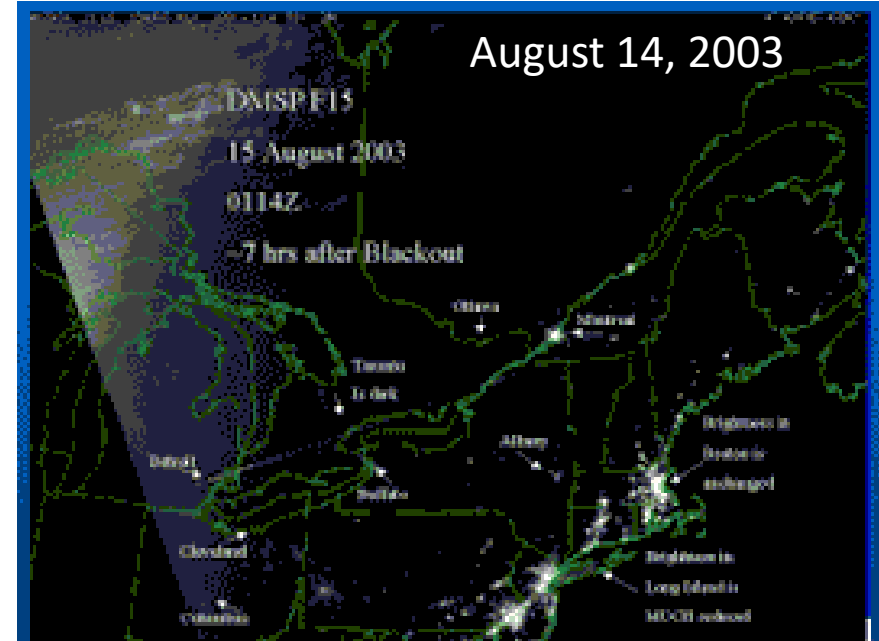 August 14, 2003
DMSP F15
15 August 2003
0114Z
~7 hrs after Blackout
Ottawa
Montreal
Toronto
Is dark
Brightness in
Boston is
unchanged
Albany
Detroit
Buffalo
Cleveland
Brightness in
Long Island is
MUCH reduced
Columbus